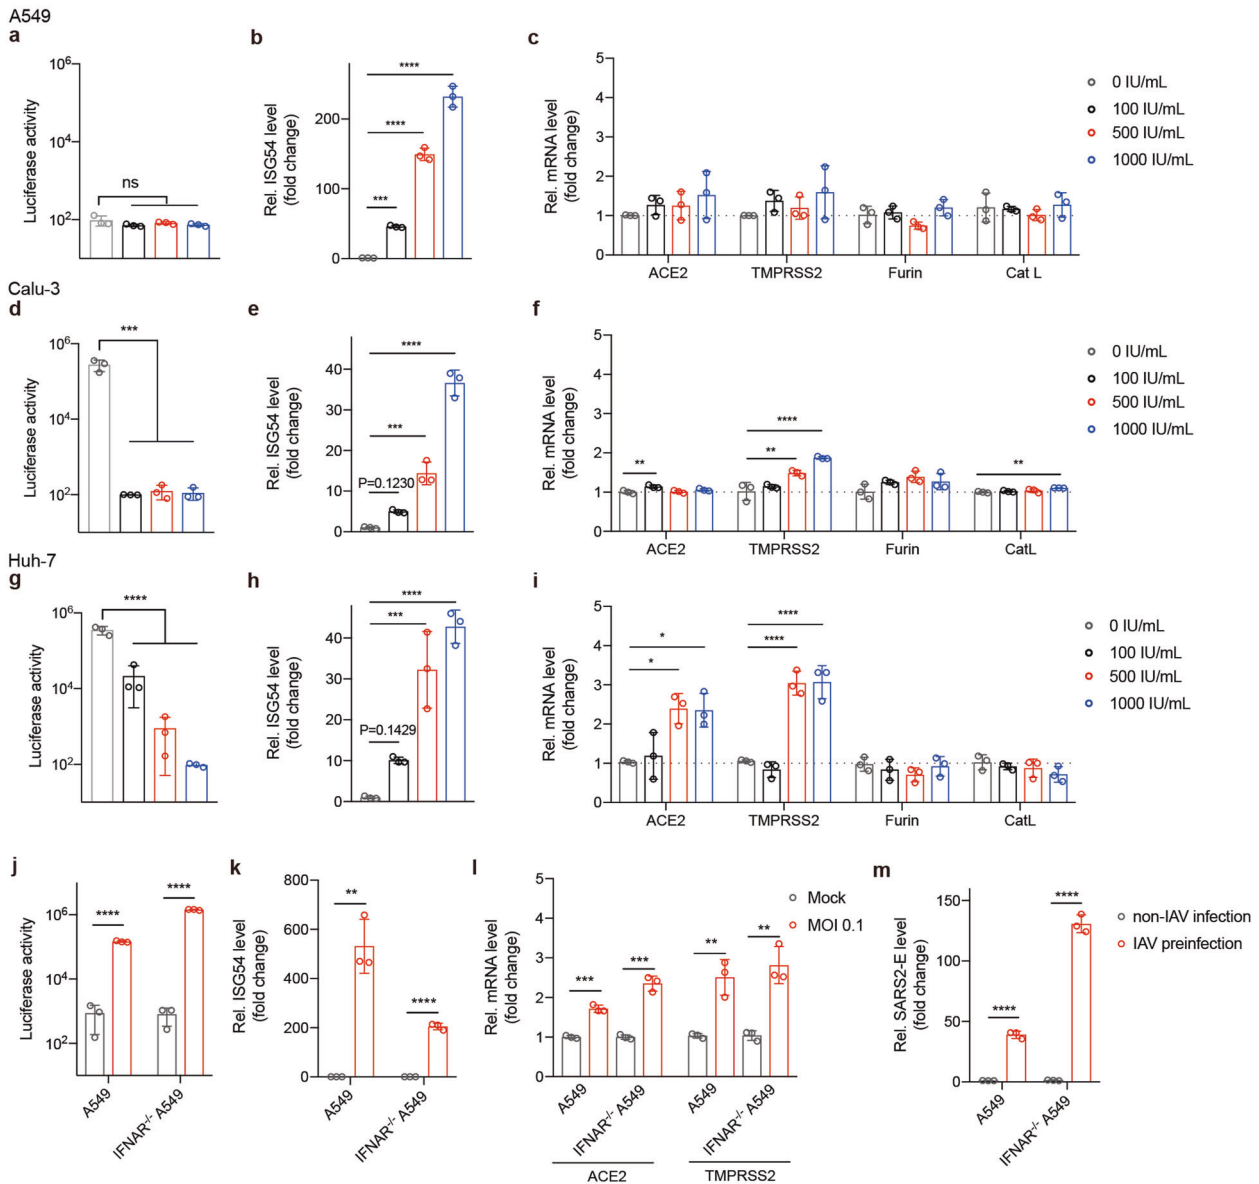 A549
a
Luciferase activity
10⁶
10⁴
10²
ns
b
Rel. ISG54 level
(fold change)
200
100
0
***
****
****
c
Rel. mRNA level
(fold change)
5
4
3
2
1
0
ACE2 TMPRSS2 Furin Cat L
0 IU/mL
100 IU/mL
500 IU/mL
1000 IU/mL
Calu-3
d
Luciferase activity
10⁶
10⁴
10²
***
e
Rel. ISG54 level
(fold change)
40
30
20
10
0
P=0.1230
***
****
f
Rel. mRNA level
(fold change)
5
4
3
2
1
0
**
**
****
**
ACE2 TMPRSS2 Furin CatL
0 IU/mL
100 IU/mL
500 IU/mL
1000 IU/mL
Huh-7
g
Luciferase activity
10⁶
10⁴
10²
****
h
Rel. ISG54 level
(fold change)
40
30
20
10
0
P=0.1429
***
****
i
Rel. mRNA level
(fold change)
5
4
3
2
1
0
*
*
****
****
ACE2 TMPRSS2 Furin CatL
0 IU/mL
100 IU/mL
500 IU/mL
1000 IU/mL
j
Luciferase activity
10⁶
10⁴
10²
****
****
A549
IFNAR⁻/⁻ A549
k
Rel. ISG54 level
(fold change)
800
600
400
200
0
**
****
A549
IFNAR⁻/⁻ A549
l
Rel. mRNA level
(fold change)
5
4
3
2
1
0
***
***
**
**
A549
IFNAR⁻/⁻ A549
A549
IFNAR⁻/⁻ A549
ACE2 TMPRSS2
Mock
MOI 0.1
m
Rel. SARS2-E level
(fold change)
150
100
50
0
****
****
A549
IFNAR⁻/⁻ A549
non-IAV infection
IAV preinfection